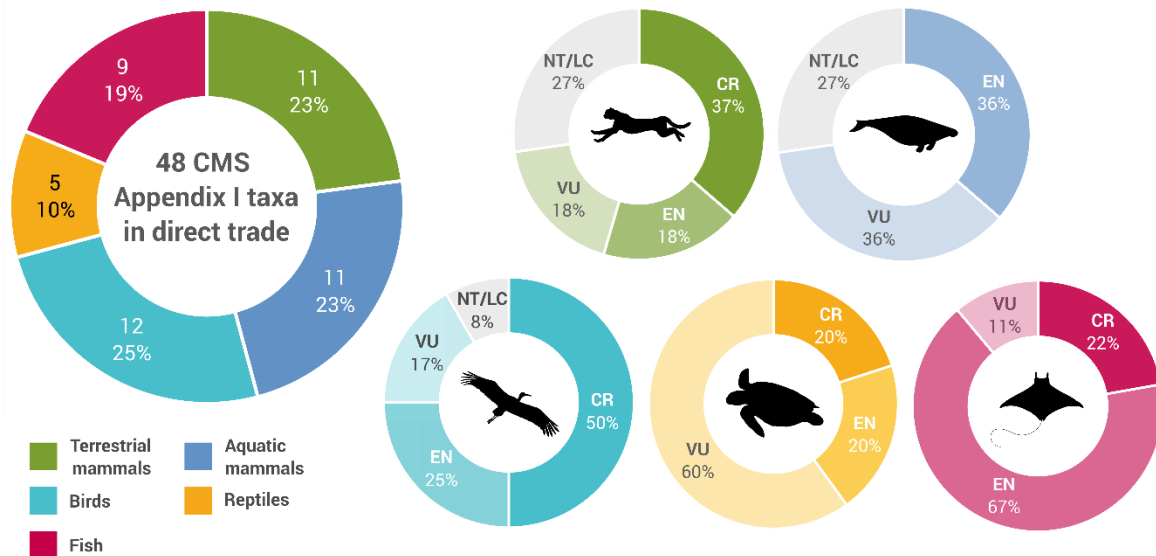 9
19%
11
23%
5
10%
48 CMS
Appendix I taxa
in direct trade
11
23%
12
25%
Terrestrial
mammals
Aquatic
mammals
Birds
Reptiles
Fish
NT/LC
27%
CR
37%
VU
18%
EN
18%
NT/LC
27%
EN
36%
VU
36%
NT/LC
8%
VU
17%
CR
50%
EN
25%
CR
20%
EN
20%
VU
60%
VU
11%
CR
22%
EN
67%